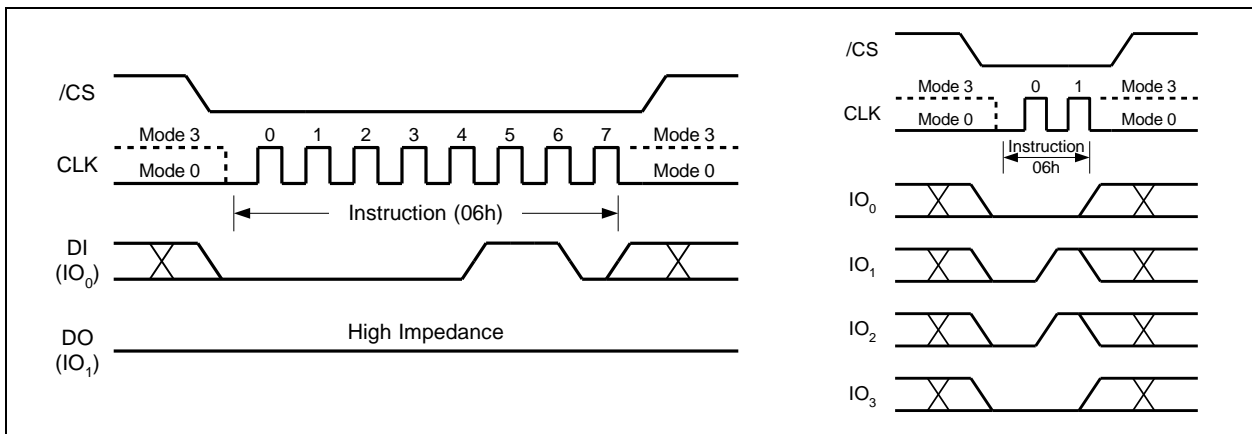 /CS
Mode 3
0 1 2 3 4 5 6 7
Mode 3
CLK
Mode 0
Mode 0
Instruction (06h)
DI
(IO0)
High Impedance
DO
(IO1)
/CS
Mode 3
0 1
Mode 3
CLK
Mode 0
Mode 0
Instruction
06h
IO0
IO1
IO2
IO3